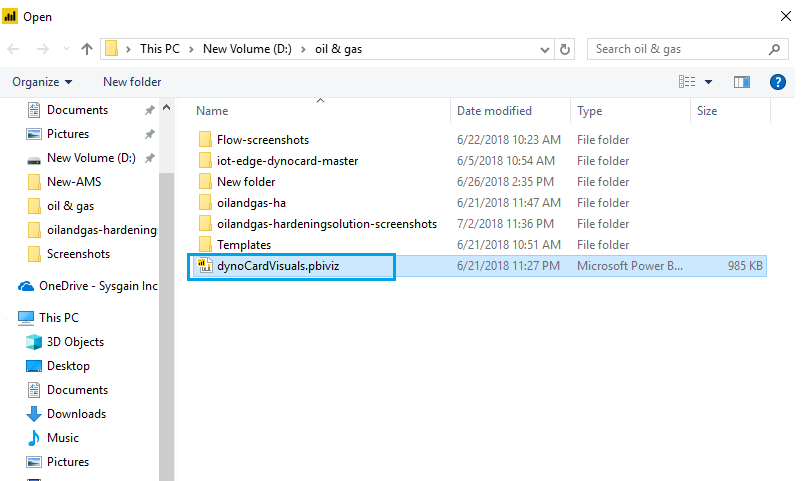 Open
This PC > New Volume (D:) > oil & gas
Search oil & gas
Organize
New folder
Documents
Pictures
New Volume (D:)
New-AMS
oil & gas
oilandgas-hardening
Screenshots
OneDrive - Sysgain Inc
This PC
3D Objects
Desktop
Documents
Downloads
Music
Pictures
Name Date modified Type Size
Flow-screenshots 6/22/2018 10:23 AM File folder
iot-edge-dynocard-master 6/5/2018 10:54 AM File folder
New folder 6/26/2018 2:35 PM File folder
oilandgas-ha 6/21/2018 11:47 AM File folder
oilandgas-hardeningsolution-screenshots 7/2/2018 11:36 PM File folder
Templates 6/21/2018 10:51 AM File folder
dynoCardVisuals.pbiviz 6/21/2018 11:27 PM Microsoft Power B... 985 KB